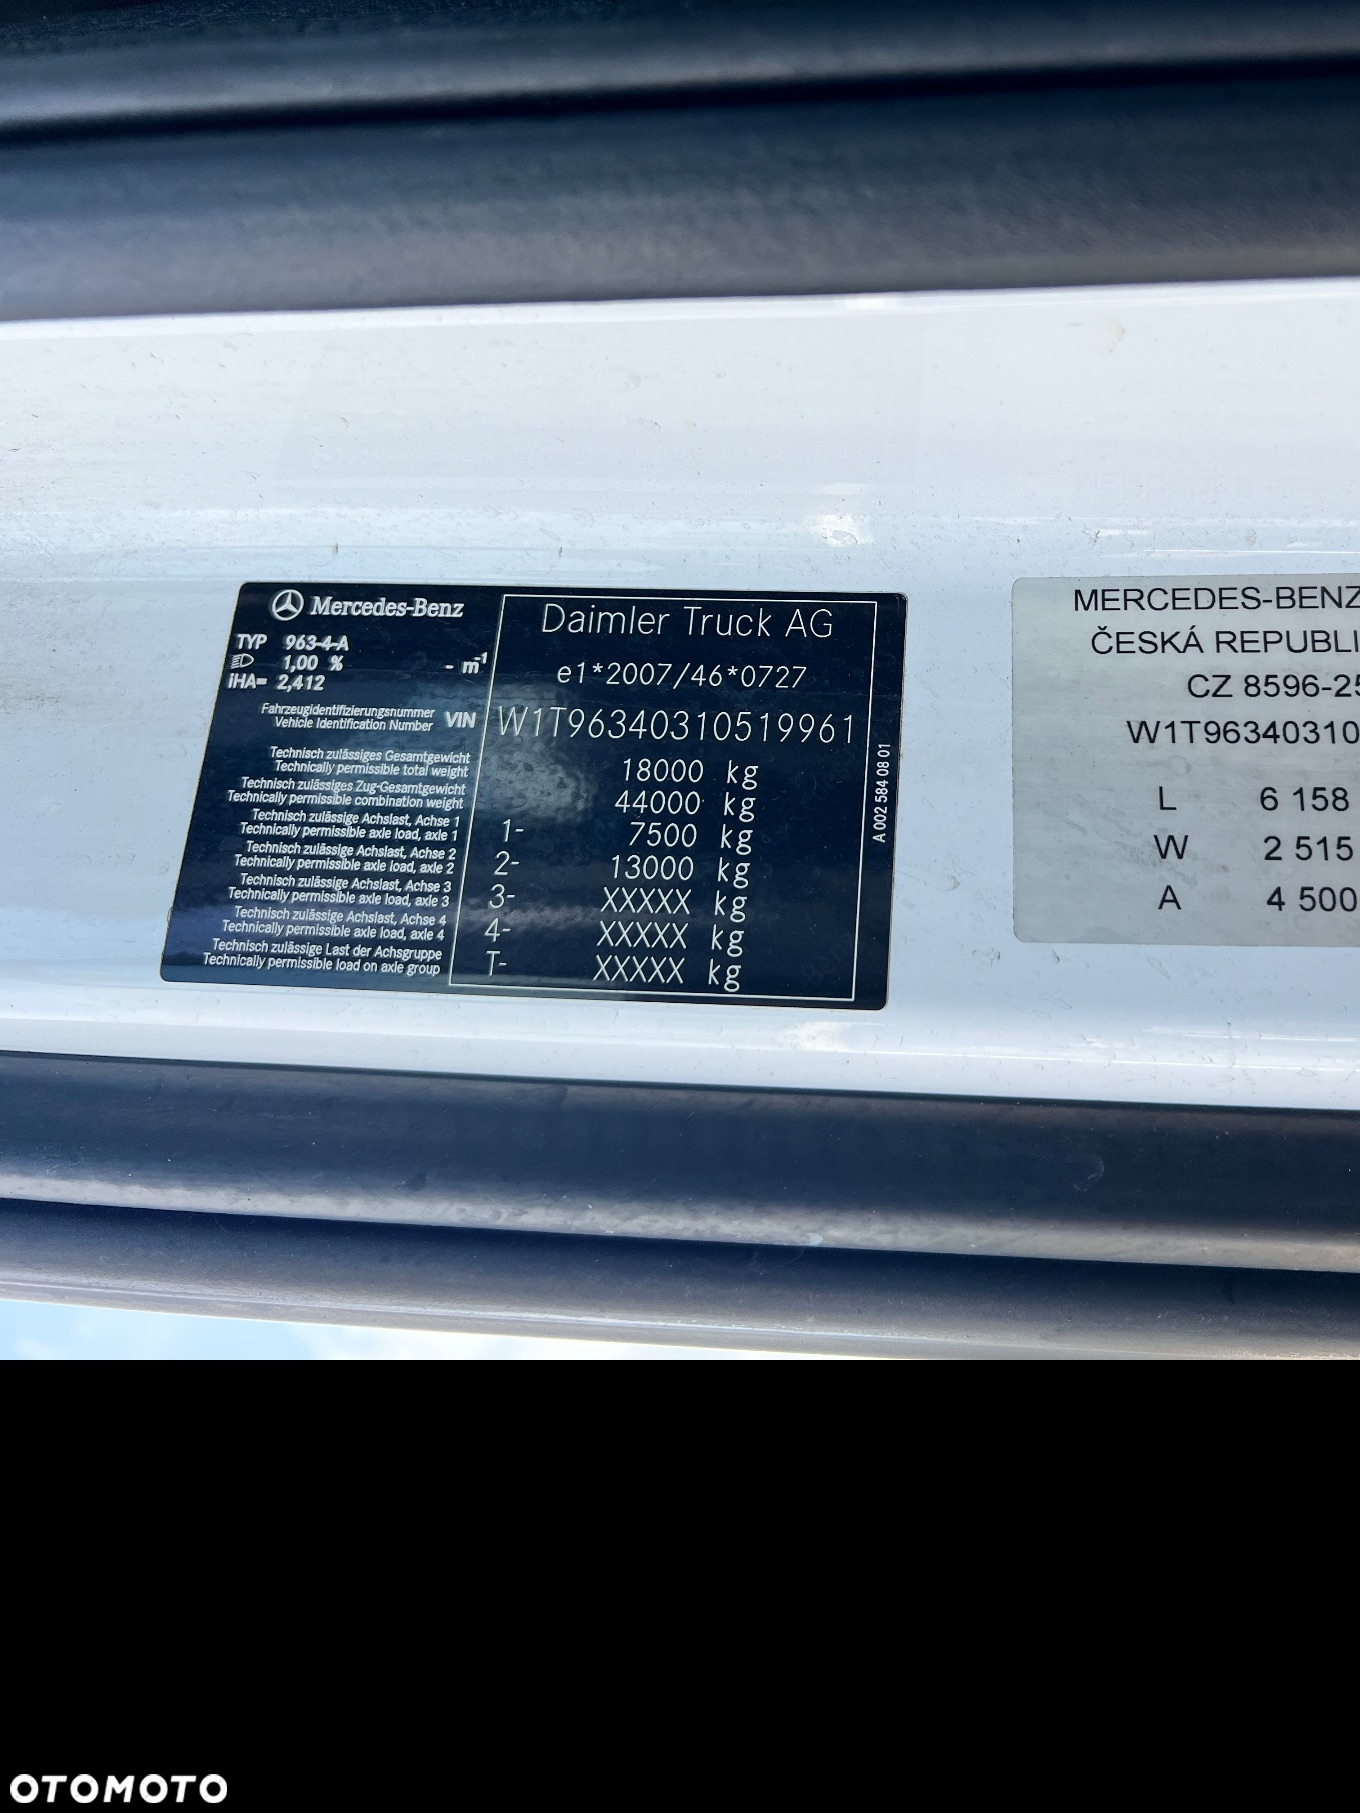 Mercedes-Benz
TYP 963-4-A
1,00 % - m-1
iHA= 2,412
Daimler Truck AG
e1*2007/46*0727
Fahrzeugidentifizierungsnummer
Vehicle Identification Number VIN W1T96340310519961
Technisch zulässiges Gesamtgewicht
Technically permissible total weight 18000 kg
Technisch zulässiges Zug-Gesamtgewicht
Technically permissible combination weight 44000 kg
Technisch zulässige Achslast, Achse 1
Technically permissible axle load, axle 1 1- 7500 kg
Technisch zulässige Achslast, Achse 2
Technically permissible axle load, axle 2 2- 13000 kg
Technisch zulässige Achslast, Achse 3
Technically permissible axle load, axle 3 3- XXXXX kg
Technisch zulässige Achslast, Achse 4
Technically permissible axle load, axle 4 4- XXXXX kg
Technisch zulässige Last der Achsgruppe
Technically permissible load on axle group T- XXXXX kg
A 002 584 08 01
MERCEDES-BENZ
ČESKÁ REPUBLI
CZ 8596-25
W1T96340310
L 6 158
W 2 515
A 4 500
OTOMOTO